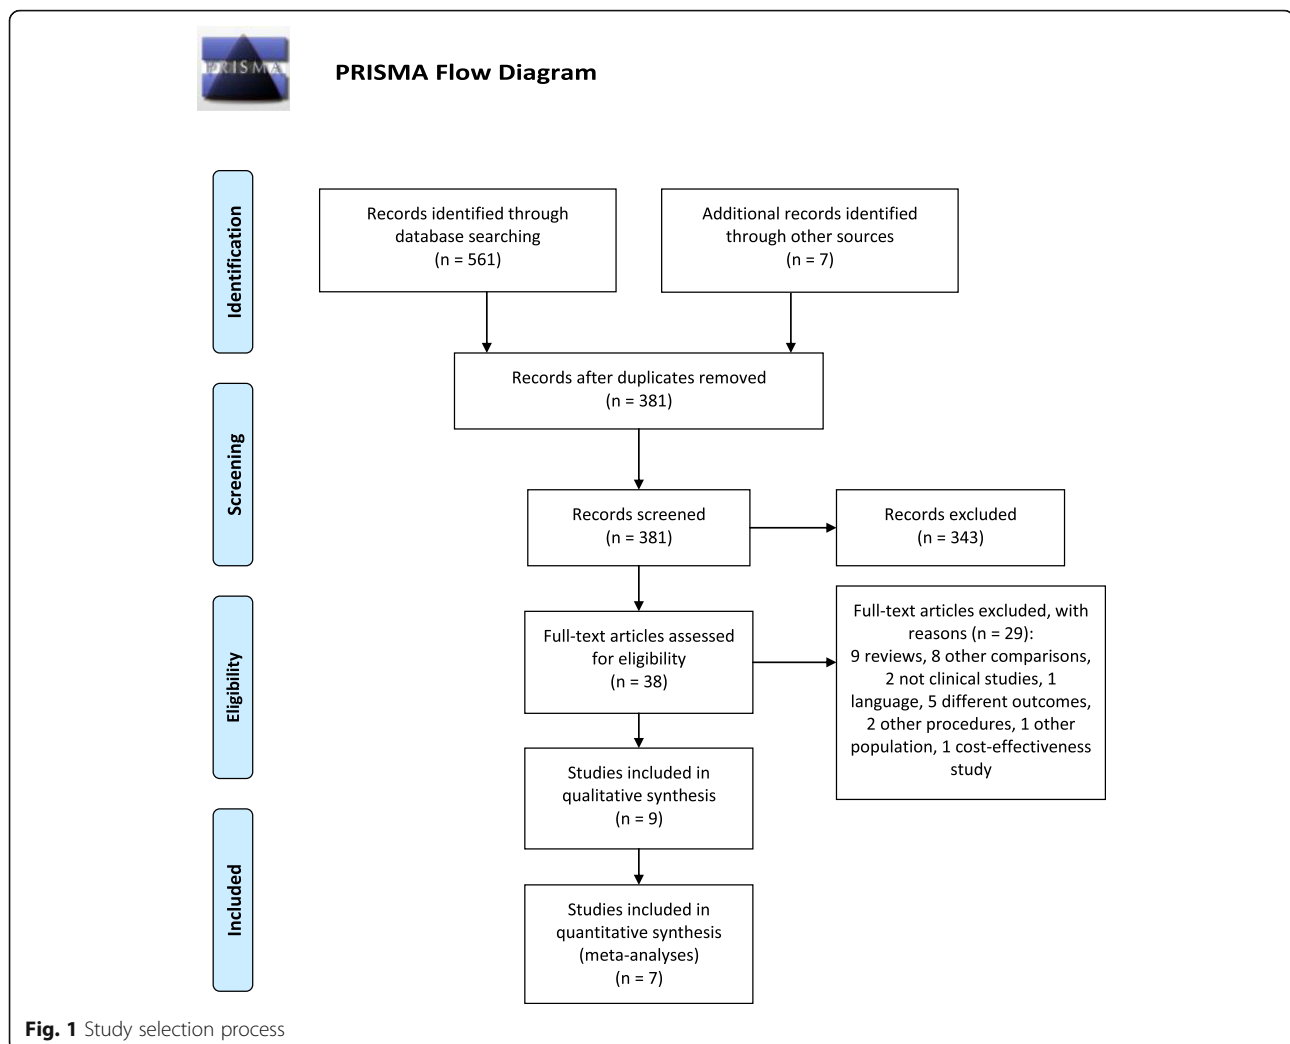 PRISMA
PRISMA Flow Diagram
Identification
Records identified through
database searching
(n = 561)
Additional records identified
through other sources
(n = 7)
Records after duplicates removed
(n = 381)
Screening
Records screened
(n = 381)
Records excluded
(n = 343)
Eligibility
Full-text articles assessed
for eligibility
(n = 38)
Full-text articles excluded, with
reasons (n = 29):
9 reviews, 8 other comparisons,
2 not clinical studies, 1
language, 5 different outcomes,
2 other procedures, 1 other
population, 1 cost-effectiveness
study
Studies included in
qualitative synthesis
(n = 9)
Included
Studies included in
quantitative synthesis
(meta-analyses)
(n = 7)
Fig. 1 Study selection process